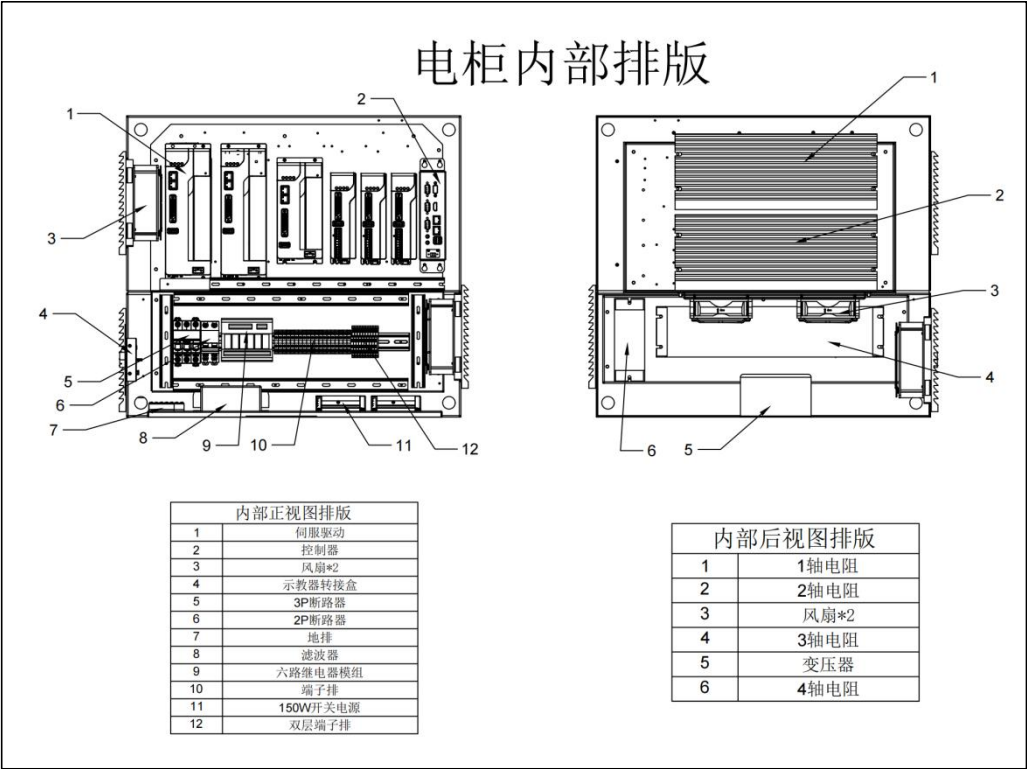 电柜内部排版
1
2
3
4
5
6
7
8
9
10
11
12
1
2
3
4
5
6
内部正视图排版
1 伺服驱动
2 控制器
3 风扇*2
4 示教器转接盒
5 3P断路器
6 2P断路器
7 地排
8 滤波器
9 六路继电器模组
10 端子排
11 150W开关电源
12 双层端子排
内部后视图排版
1 1轴电阻
2 2轴电阻
3 风扇*2
4 3轴电阻
5 变压器
6 4轴电阻